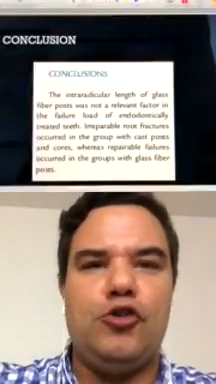 CONCLUSION
CONCLUSIONS
The intraradicular length of glass
fiber posts was not a relevant factor in
the failure load of endodontically
treated teeth. Irreparable root fractures
occurred in the group with cast posts
and cores, whereas repairable failures
occurred in the groups with glass fiber
posts.